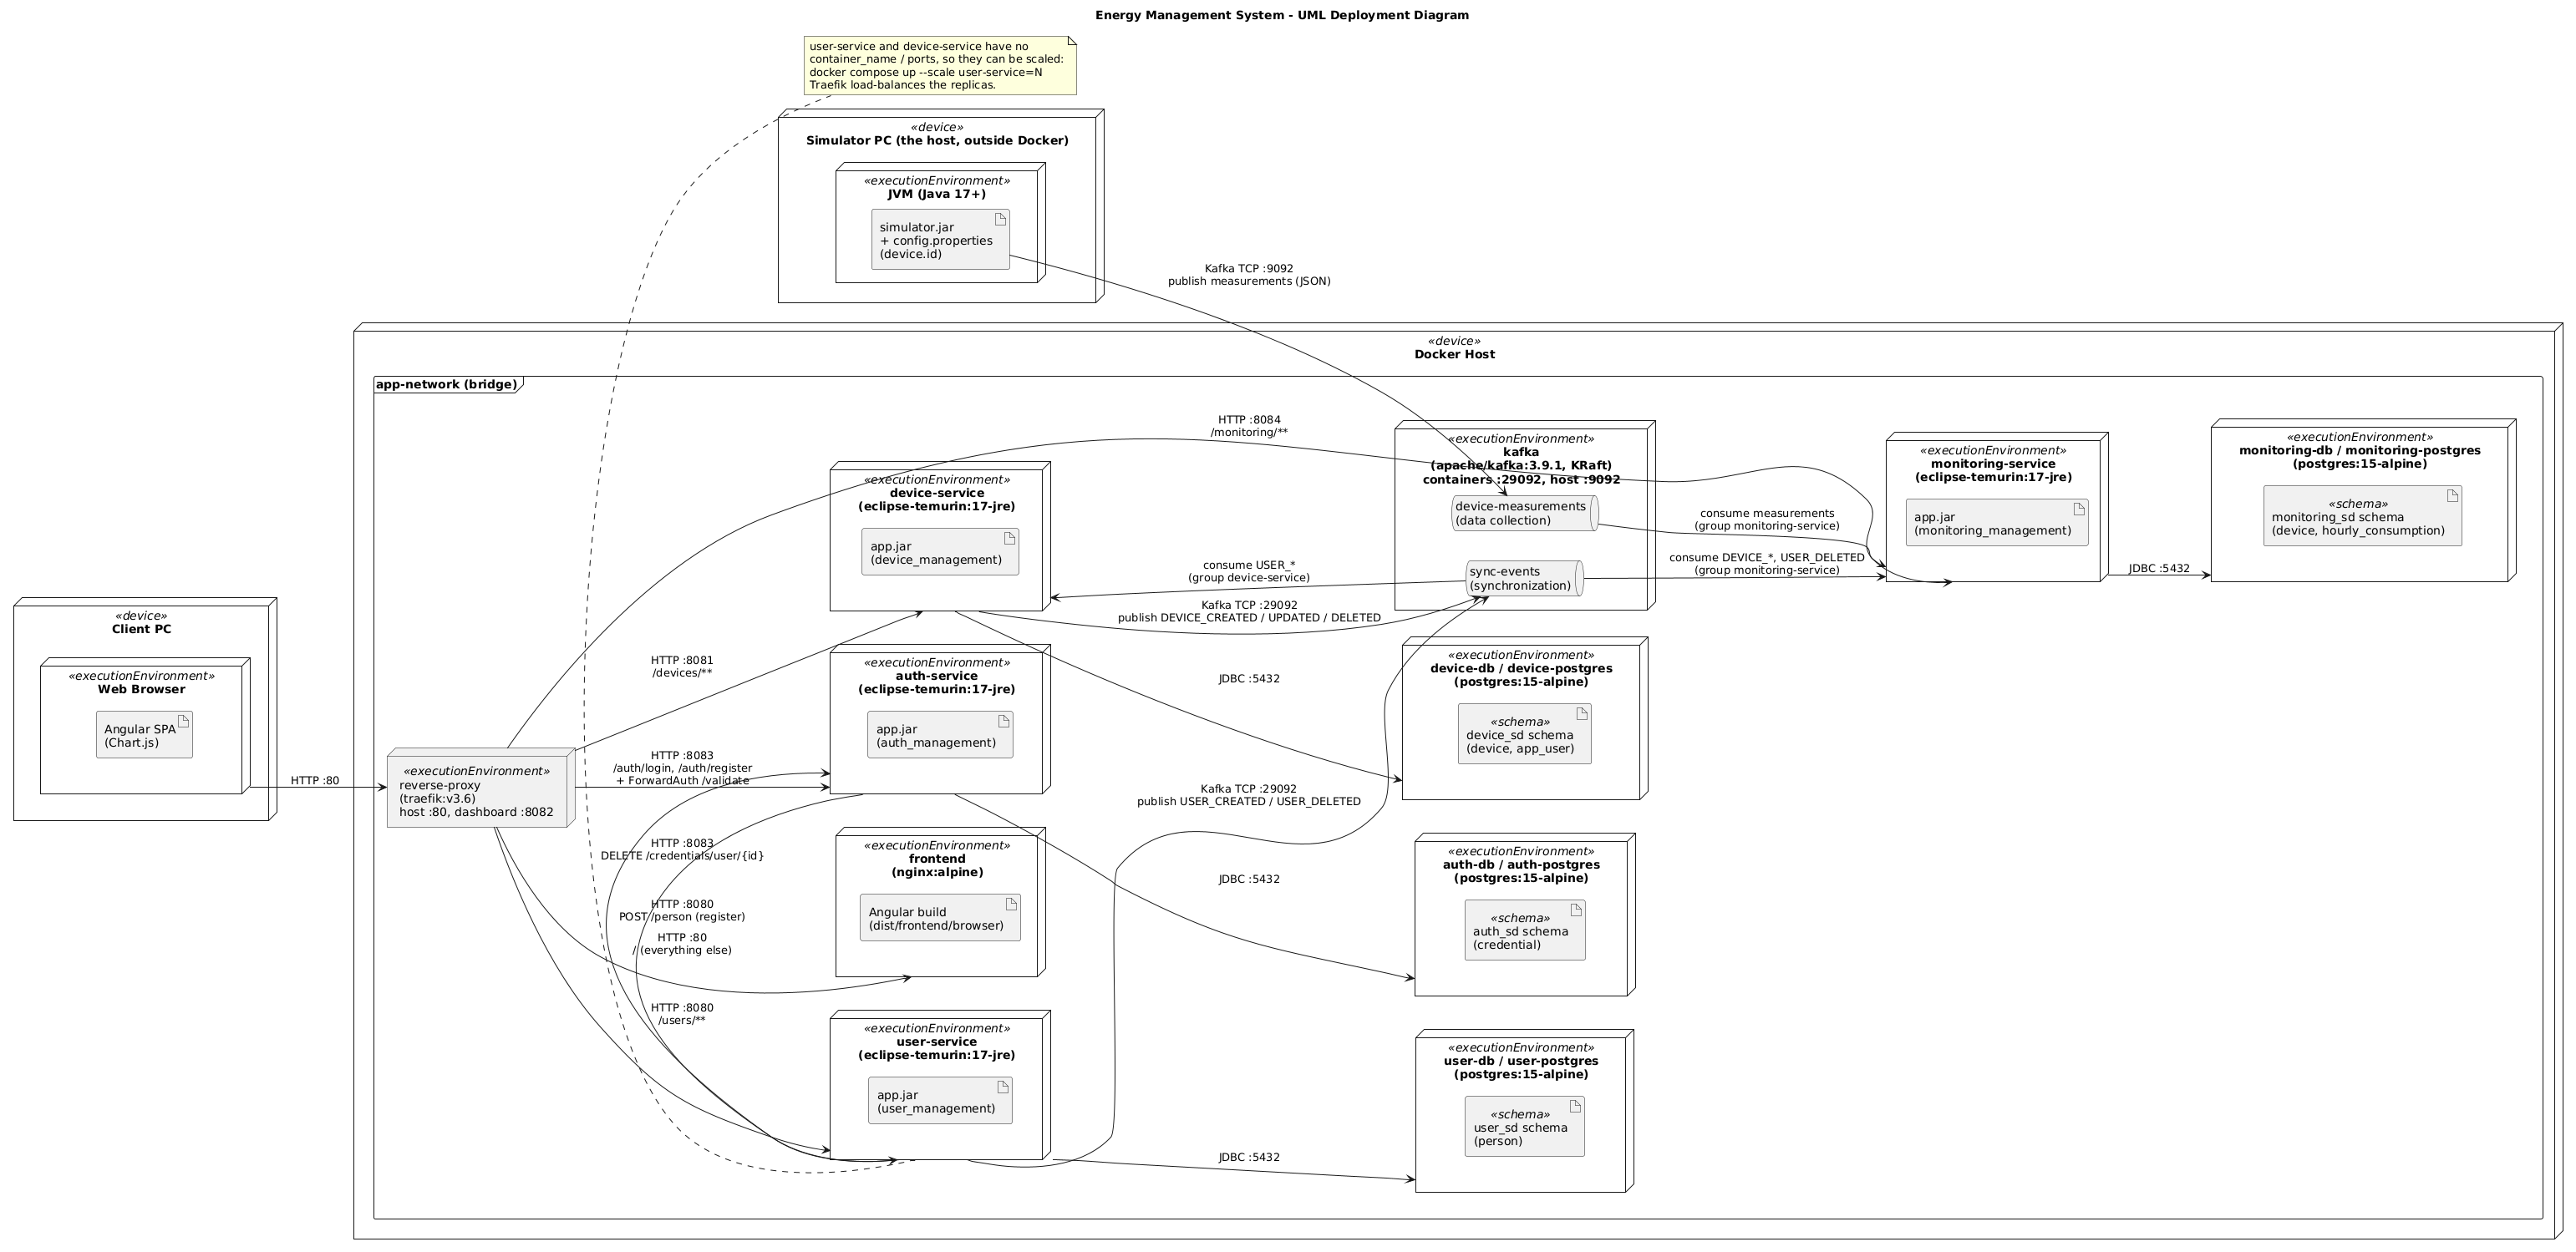 Energy Management System - UML Deployment Diagram
user-service and device-service have no
container_name / ports, so they can be scaled:
docker compose up --scale user-service=N
Traefik load-balances the replicas.
«device»
Simulator PC (the host, outside Docker)
«executionEnvironment»
JVM (Java 17+)
simulator.jar
+ config.properties
(device.id)
Kafka TCP :9092
publish measurements (JSON)
«device»
Docker Host
app-network (bridge)
HTTP :8084
/monitoring/**
«executionEnvironment»
kafka
(apache/kafka:3.9.1, KRaft)
containers :29092, host :9092
device-measurements
(data collection)
sync-events
(synchronization)
«executionEnvironment»
monitoring-service
(eclipse-temurin:17-jre)
app.jar
(monitoring_management)
«executionEnvironment»
monitoring-db / monitoring-postgres
(postgres:15-alpine)
«schema»
monitoring_sd schema
(device, hourly_consumption)
«executionEnvironment»
device-service
(eclipse-temurin:17-jre)
app.jar
(device_management)
consume measurements
(group monitoring-service)
consume DEVICE_*, USER_DELETED
(group monitoring-service)
JDBC :5432
consume USER_*
(group device-service)
Kafka TCP :29092
publish DEVICE_CREATED / UPDATED / DELETED
«device»
Client PC
«executionEnvironment»
Web Browser
Angular SPA
(Chart.js)
HTTP :80
«executionEnvironment»
reverse-proxy
(traefik:v3.6)
host :80, dashboard :8082
HTTP :8081
/devices/**
«executionEnvironment»
auth-service
(eclipse-temurin:17-jre)
app.jar
(auth_management)
JDBC :5432
«executionEnvironment»
device-db / device-postgres
(postgres:15-alpine)
«schema»
device_sd schema
(device, app_user)
HTTP :8083
/auth/login, /auth/register
+ ForwardAuth /validate
Kafka TCP :29092
publish USER_CREATED / USER_DELETED
HTTP :8083
DELETE /credentials/user/{id}
«executionEnvironment»
frontend
(nginx:alpine)
Angular build
(dist/frontend/browser)
JDBC :5432
«executionEnvironment»
auth-db / auth-postgres
(postgres:15-alpine)
«schema»
auth_sd schema
(credential)
HTTP :8080
POST /person (register)
HTTP :80
/ (everything else)
HTTP :8080
/users/**
«executionEnvironment»
user-service
(eclipse-temurin:17-jre)
app.jar
(user_management)
JDBC :5432
«executionEnvironment»
user-db / user-postgres
(postgres:15-alpine)
«schema»
user_sd schema
(person)